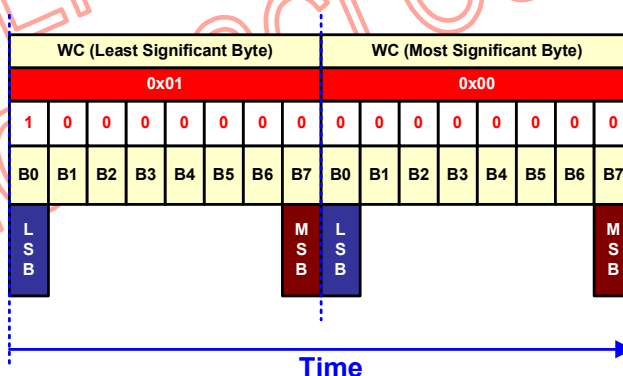 WC (Least Significant Byte) WC (Most Significant Byte)
0x01 0x00
1 0 0 0 0 0 0 0 0 0 0 0 0 0 0 0
B0 B1 B2 B3 B4 B5 B6 B7 B0 B1 B2 B3 B4 B5 B6 B7
L M L M
S S S S
B B B B
Time